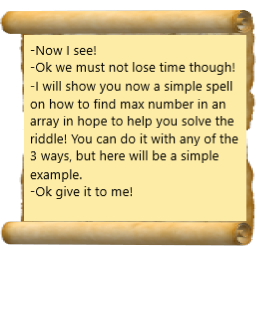 -Now I see!
-Ok we must not lose time though!
-I will show you now a simple spell
on how to find max number in an
array in hope to help you solve the
riddle! You can do it with any of the
3 ways, but here will be a simple
example.
-Ok give it to me!